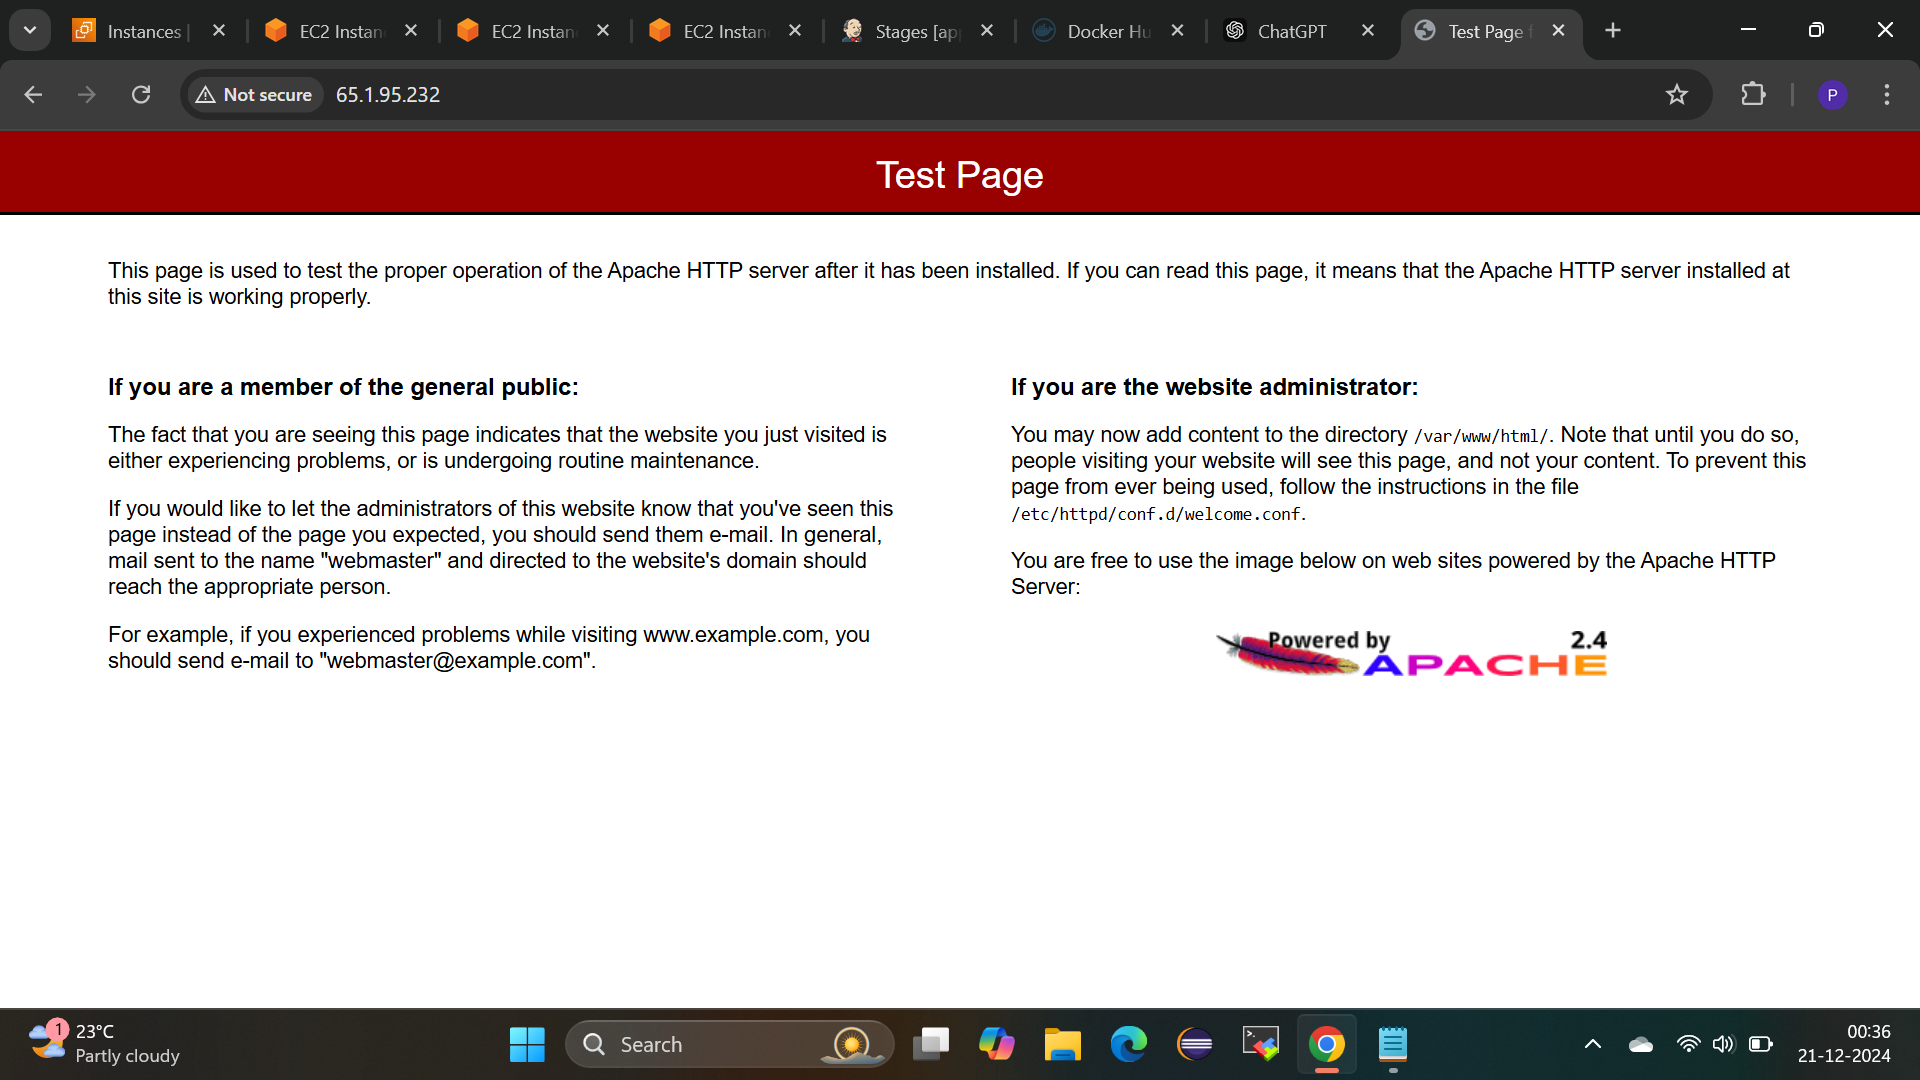 Instances |
EC2 Instan
EC2 Instan
EC2 Instan
Stages [ap
Docker Hu
ChatGPT
Test Page f
Not secure
65.1.95.232
P
Test Page
This page is used to test the proper operation of the Apache HTTP server after it has been installed. If you can read this page, it means that the Apache HTTP server installed at
this site is working properly.
If you are a member of the general public:
The fact that you are seeing this page indicates that the website you just visited is
either experiencing problems, or is undergoing routine maintenance.
If you would like to let the administrators of this website know that you've seen this
page instead of the page you expected, you should send them e-mail. In general,
mail sent to the name "webmaster" and directed to the website's domain should
reach the appropriate person.
For example, if you experienced problems while visiting www.example.com, you
should send e-mail to "webmaster@example.com".
If you are the website administrator:
You may now add content to the directory /var/www/html/. Note that until you do so,
people visiting your website will see this page, and not your content. To prevent this
page from ever being used, follow the instructions in the file
/etc/httpd/conf.d/welcome.conf.
You are free to use the image below on web sites powered by the Apache HTTP
Server:
Powered by 2.4
APACHE
1
23°C
Partly cloudy
Search
00:36
21-12-2024